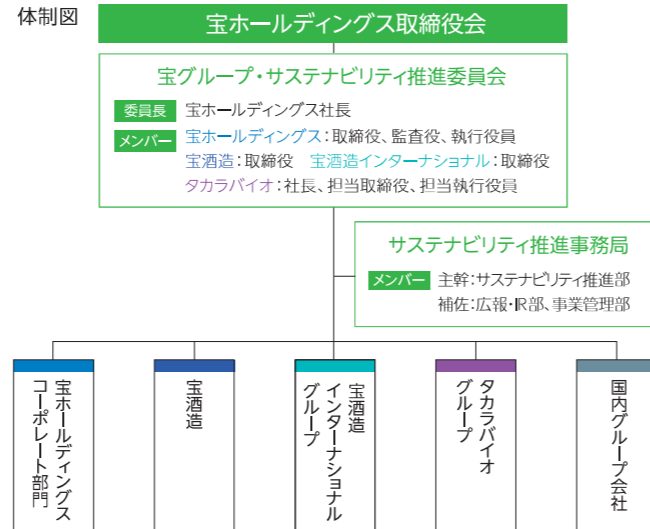 体制図
宝ホールディングス取締役会
宝グループ・サステナビリティ推進委員会
委員長 宝ホールディングス社長
メンバー 宝ホールディングス：取締役、監査役、執行役員
宝酒造：取締役 宝酒造インターナショナル：取締役
タカラバイオ：社長、担当取締役、担当執行役員
サステナビリティ推進事務局
メンバー 主幹：サステナビリティ推進部
補佐：広報・IR部、事業管理部
宝ホールディングス
コーポレート部門
宝酒造
宝酒造
インターナショナル
グループ
タカラバイオ
グループ
国内グループ会社